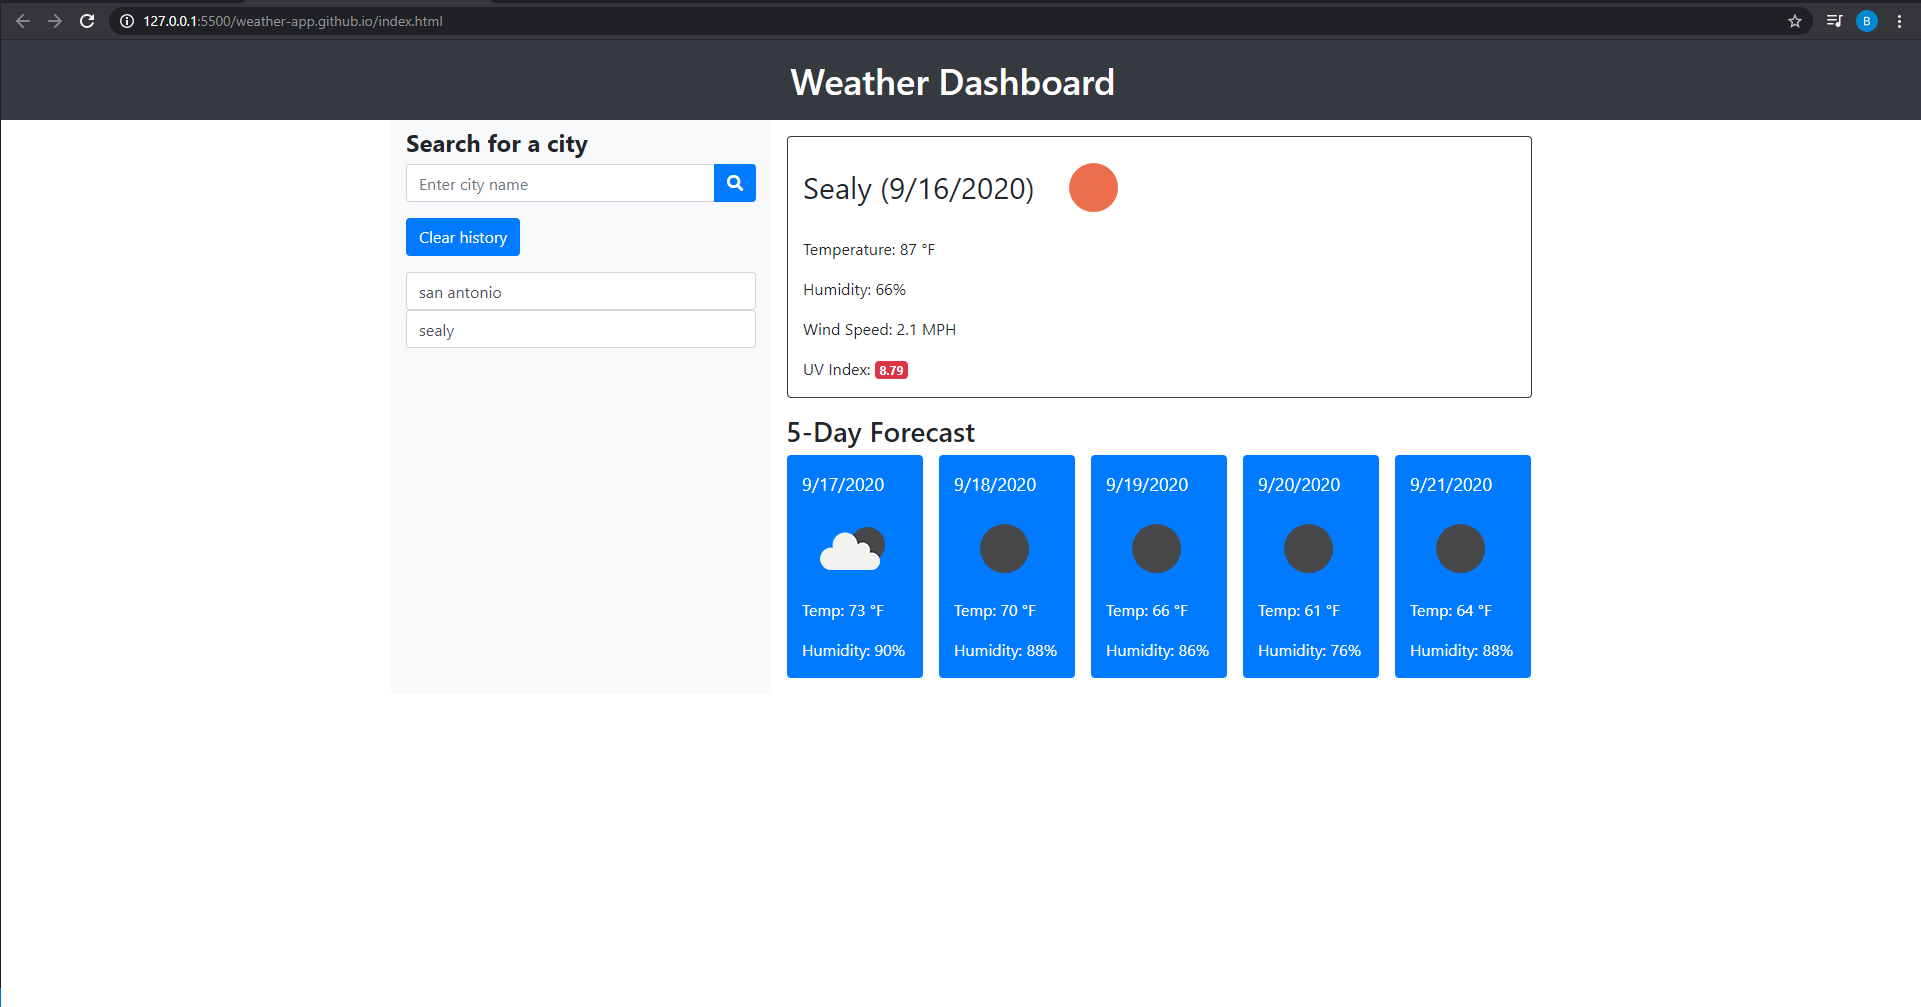 127.0.0.1:5500/weather-app.github.io/index.html
B
Weather Dashboard
Search for a city
Enter city name
Clear history
san antonio
sealy
Sealy (9/16/2020)
Temperature: 87 °F
Humidity: 66%
Wind Speed: 2.1 MPH
UV Index: 8.79
5-Day Forecast
9/17/2020
Temp: 73 °F
Humidity: 90%
9/18/2020
Temp: 70 °F
Humidity: 88%
9/19/2020
Temp: 66 °F
Humidity: 86%
9/20/2020
Temp: 61 °F
Humidity: 76%
9/21/2020
Temp: 64 °F
Humidity: 88%